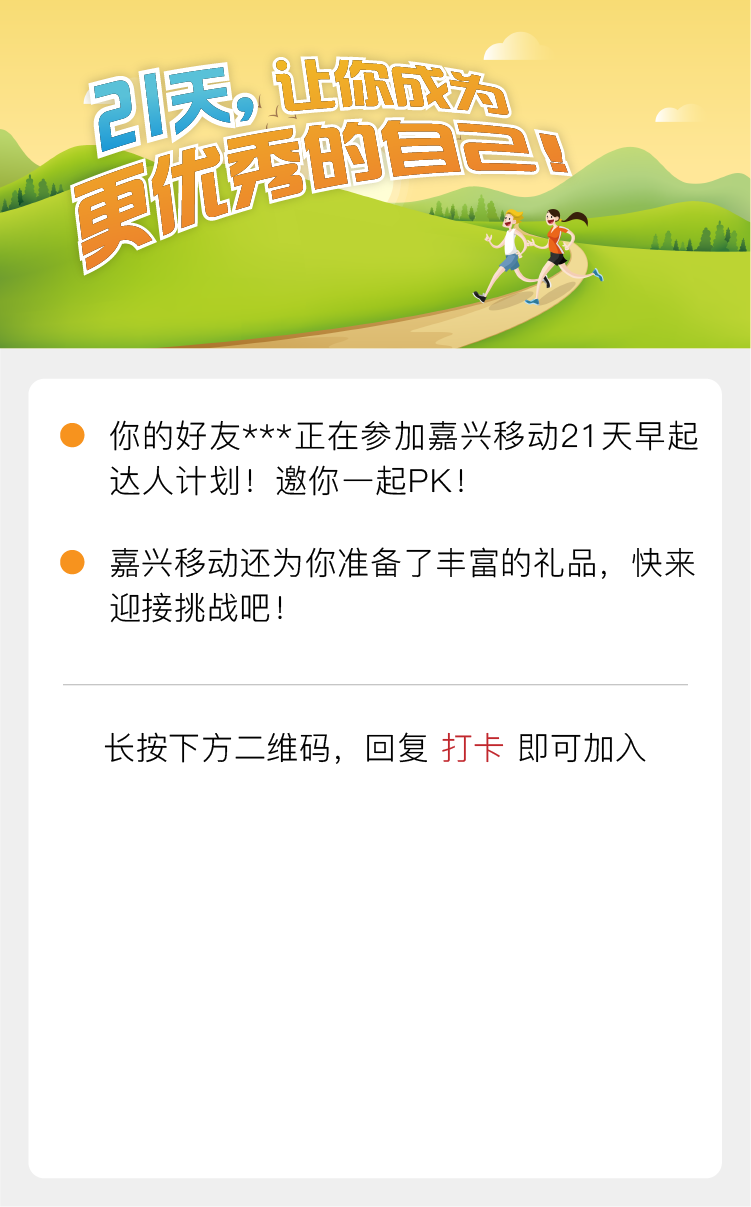 21天，让你成为
更优秀的自己！
你的好友***正在参加嘉兴移动21天早起
达人计划！邀你一起PK！
嘉兴移动还为你准备了丰富的礼品，快来
迎接挑战吧！
长按下方二维码，回复 打卡 即可加入